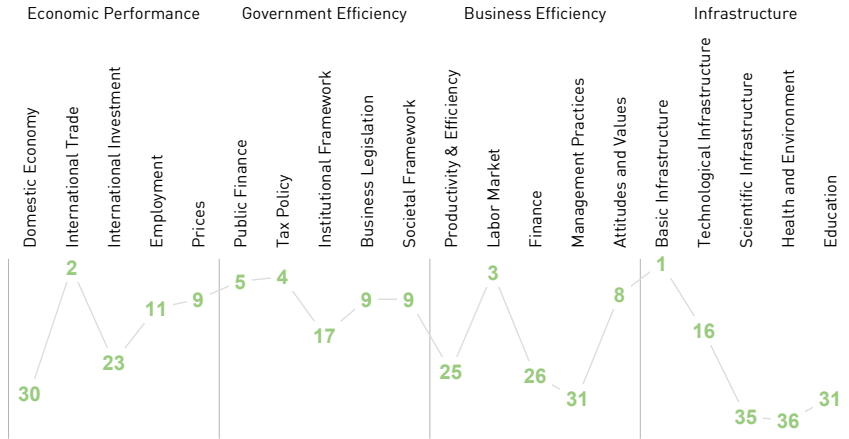 Economic Performance
Government Efficiency
Business Efficiency
Infrastructure
Domestic Economy
International Trade
International Investment
Employment
Prices
Public Finance
Tax Policy
Institutional Framework
Business Legislation
Societal Framework
Productivity & Efficiency
Labor Market
Finance
Management Practices
Attitudes and Values
Basic Infrastructure
Technological Infrastructure
Scientific Infrastructure
Health and Environment
Education
30
2
23
11
9
5
4
17
9
9
25
3
26
31
8
1
16
35
36
31